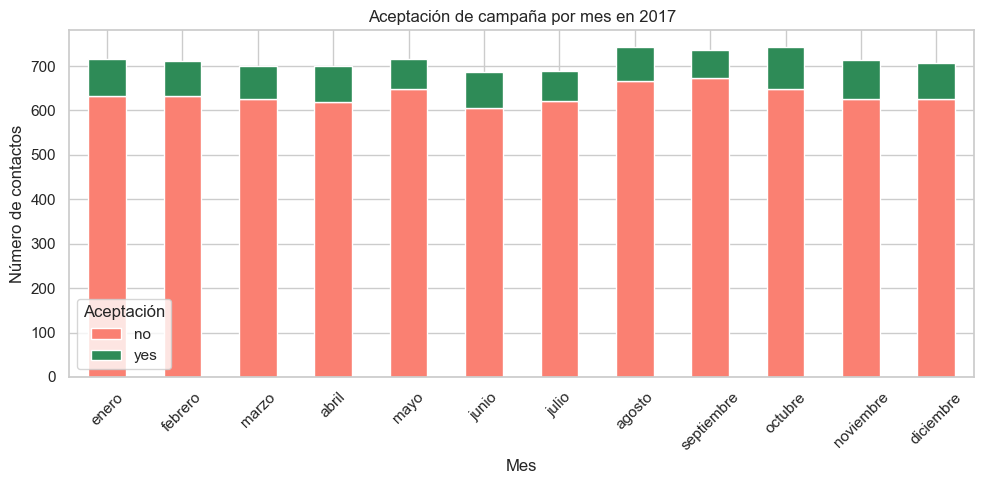 Aceptación de campaña por mes en 2017
Número de contactos
700
600
500
400
300
200
100
0
Aceptación
no
yes
enero
febrero
marzo
abril
mayo
junio
julio
agosto
septiembre
octubre
noviembre
diciembre
Mes